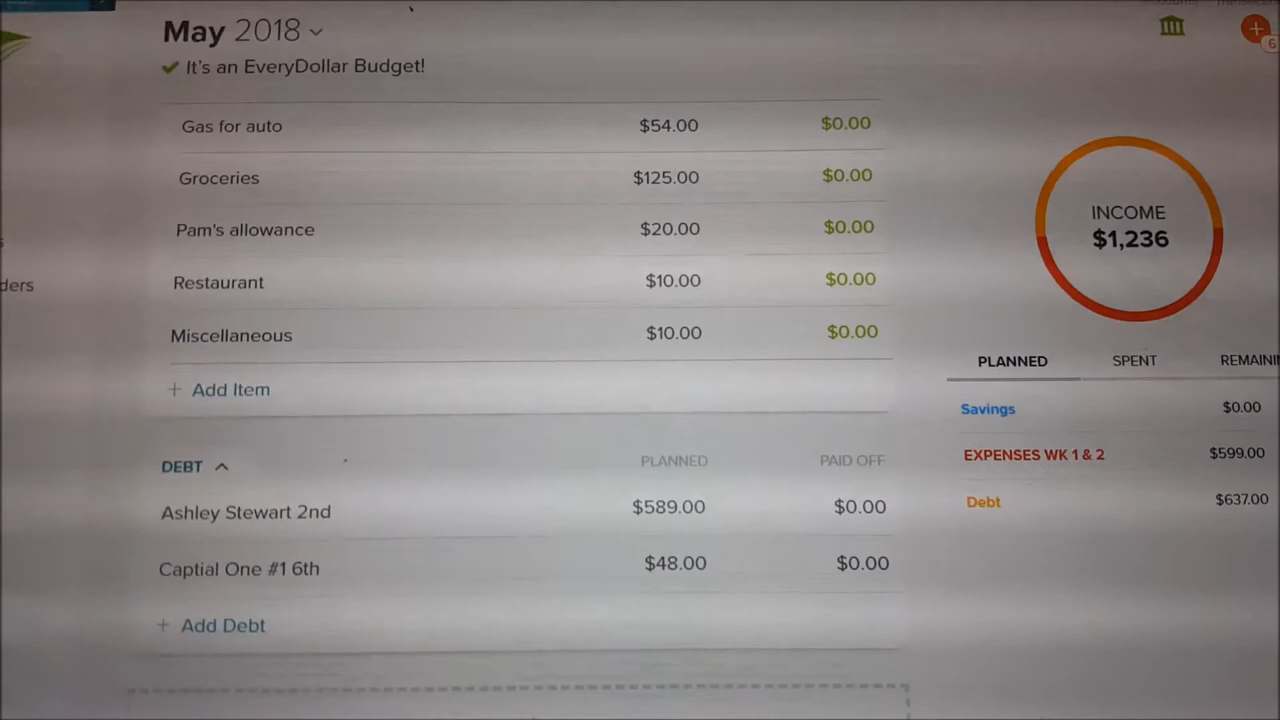 May 2018
It's an EveryDollar Budget!
Gas for auto $54.00 $0.00
Groceries $125.00 $0.00
Pam's allowance $20.00 $0.00
Restaurant $10.00 $0.00
Miscellaneous $10.00 $0.00
+ Add Item
DEBT PLANNED PAID OFF
Ashley Stewart 2nd $589.00 $0.00
Captial One #1 6th $48.00 $0.00
+ Add Debt
ders
6
INCOME
$1,236
PLANNED SPENT REMAINI
Savings $0.00
EXPENSES WK 1 & 2 $599.00
Debt $637.00